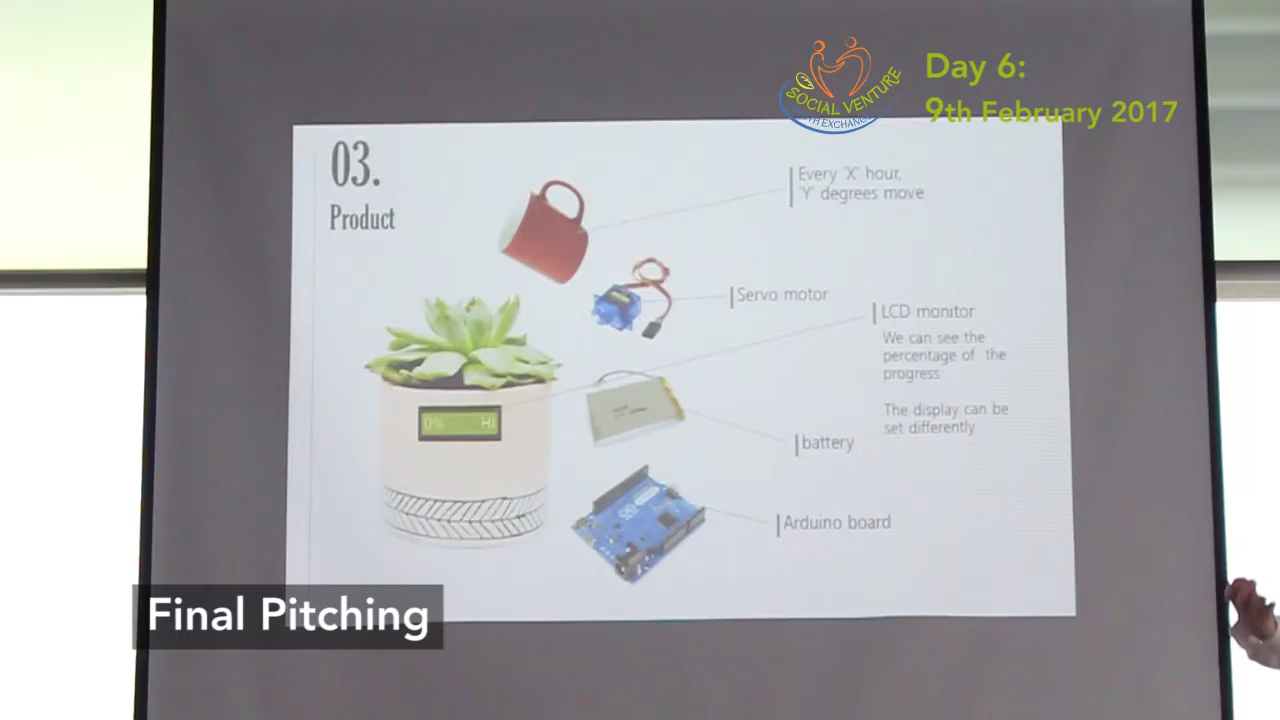 SOCIAL VENTURE
YOUTH EXCHANGE
Day 6:
9th February 2017
03.
Product
Every 'X' hour,
'Y' degrees move
Servo motor
LCD monitor
We can see the
percentage of the
progress
The display can be
set differently
0% HI
battery
Arduino board
Final Pitching